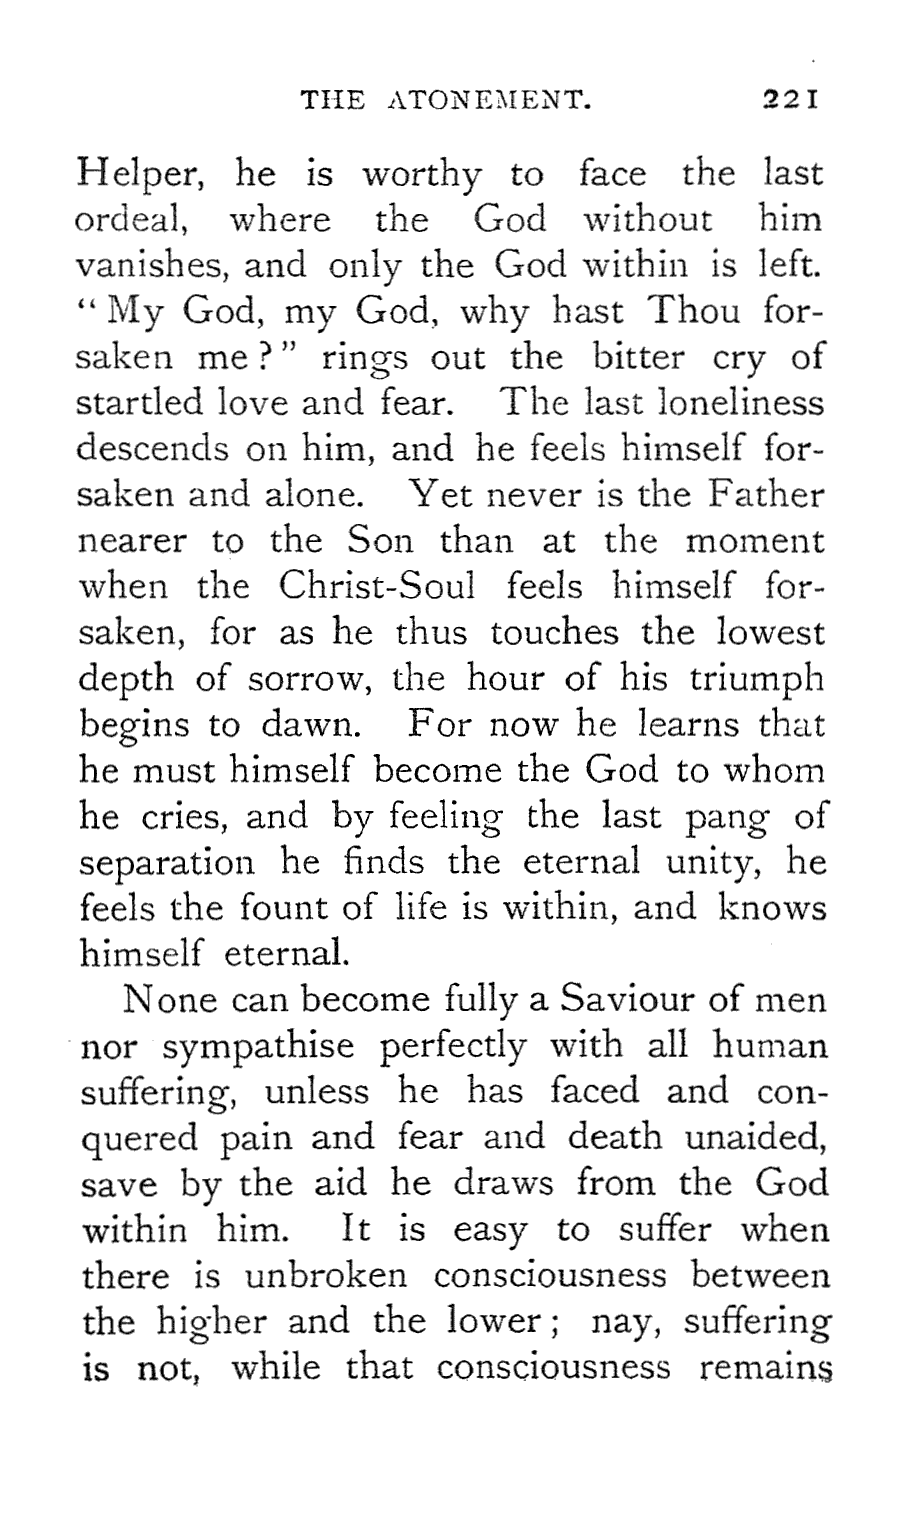 THE ATONEMENT. 221
Helper, he is worthy to face the last
ordeal, where the God without him
vanishes, and only the God within is left.
“ My God, my God, why hast Thou for-
saken me ? ” rings out the bitter cry of
startled love and fear. The last loneliness
descends on him, and he feels himself for-
saken and alone. Yet never is the Father
nearer to the Son than at the moment
when the Christ-Soul feels himself for-
saken, for as he thus touches the lowest
depth of sorrow, the hour of his triumph
begins to dawn. For now he learns that
he must himself become the God to whom
he cries, and by feeling the last pang of
separation he finds the eternal unity, he
feels the fount of life is within, and knows
himself eternal.
None can become fully a Saviour of men
nor sympathise perfectly with all human
suffering, unless he has faced and con-
quered pain and fear and death unaided,
save by the aid he draws from the God
within him. It is easy to suffer when
there is unbroken consciousness between
the higher and the lower ; nay, suffering
is not, while that consciousness remains